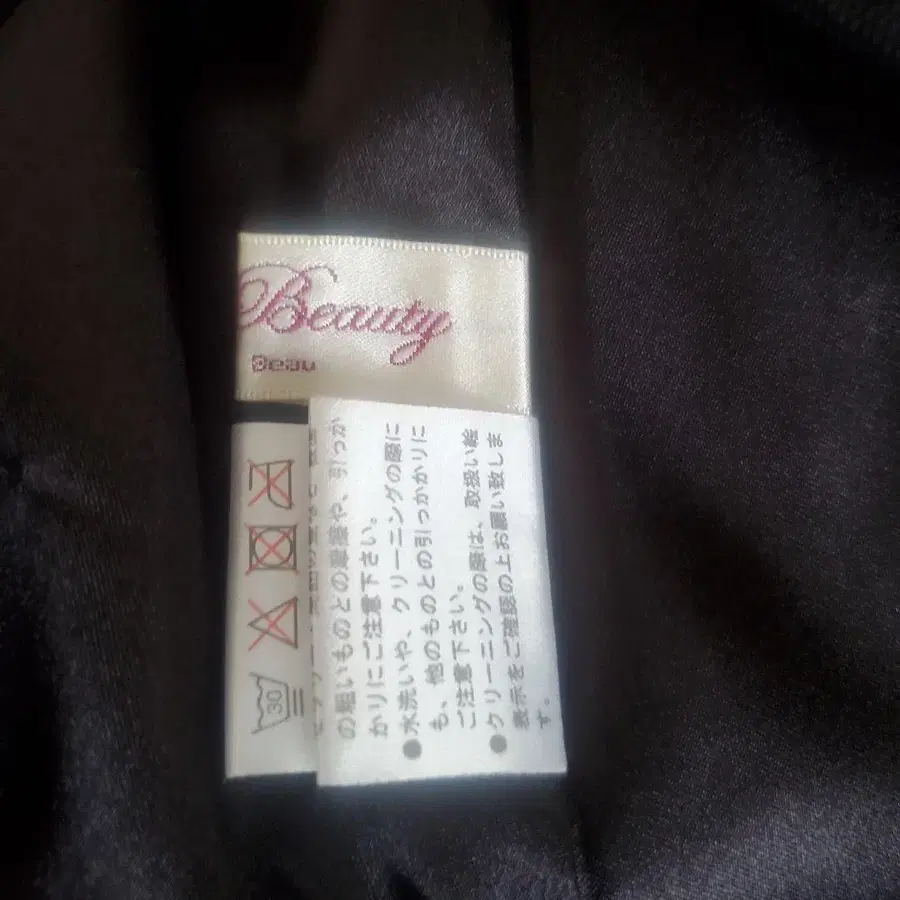 Beauty
Beau
30
の粗いものとの摩擦や、引っか
かりにご注意下さい。
●水洗いや、クリーニングの際に
も、他のものとの引っかかりに
ご注意下さい。
●クリーニングの際は、取扱い絵
表示をご確認の上お願い致しま
す。